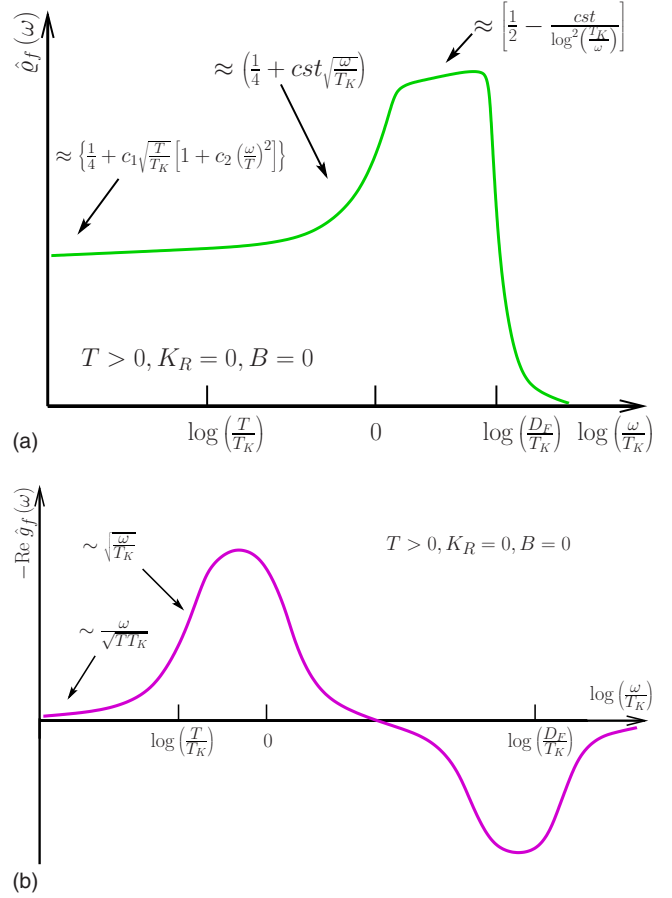 ϱ̂_f(ω)
≈ [1/2 − cst/log²(T_K/ω)]
≈ (1/4 + cst√(ω/T_K))
≈ {1/4 + c₁√(T/T_K) [1 + c₂ (ω/T)²]}
T > 0, K_R = 0, B = 0
log(T/T_K) 0 log(D_F/T_K) log(ω/T_K)
(a)
−Re ĝ_f(ω)
∼ √(ω/T_K)
T > 0, K_R = 0, B = 0
∼ ω/√(TT_K)
log(ω/T_K)
log(T/T_K) 0 log(D_F/T_K)
(b)